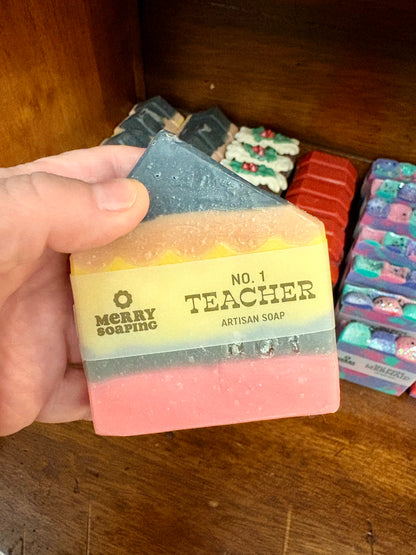 MERRY
SOAPING
NO. 1
TEACHER
ARTISAN SOAP